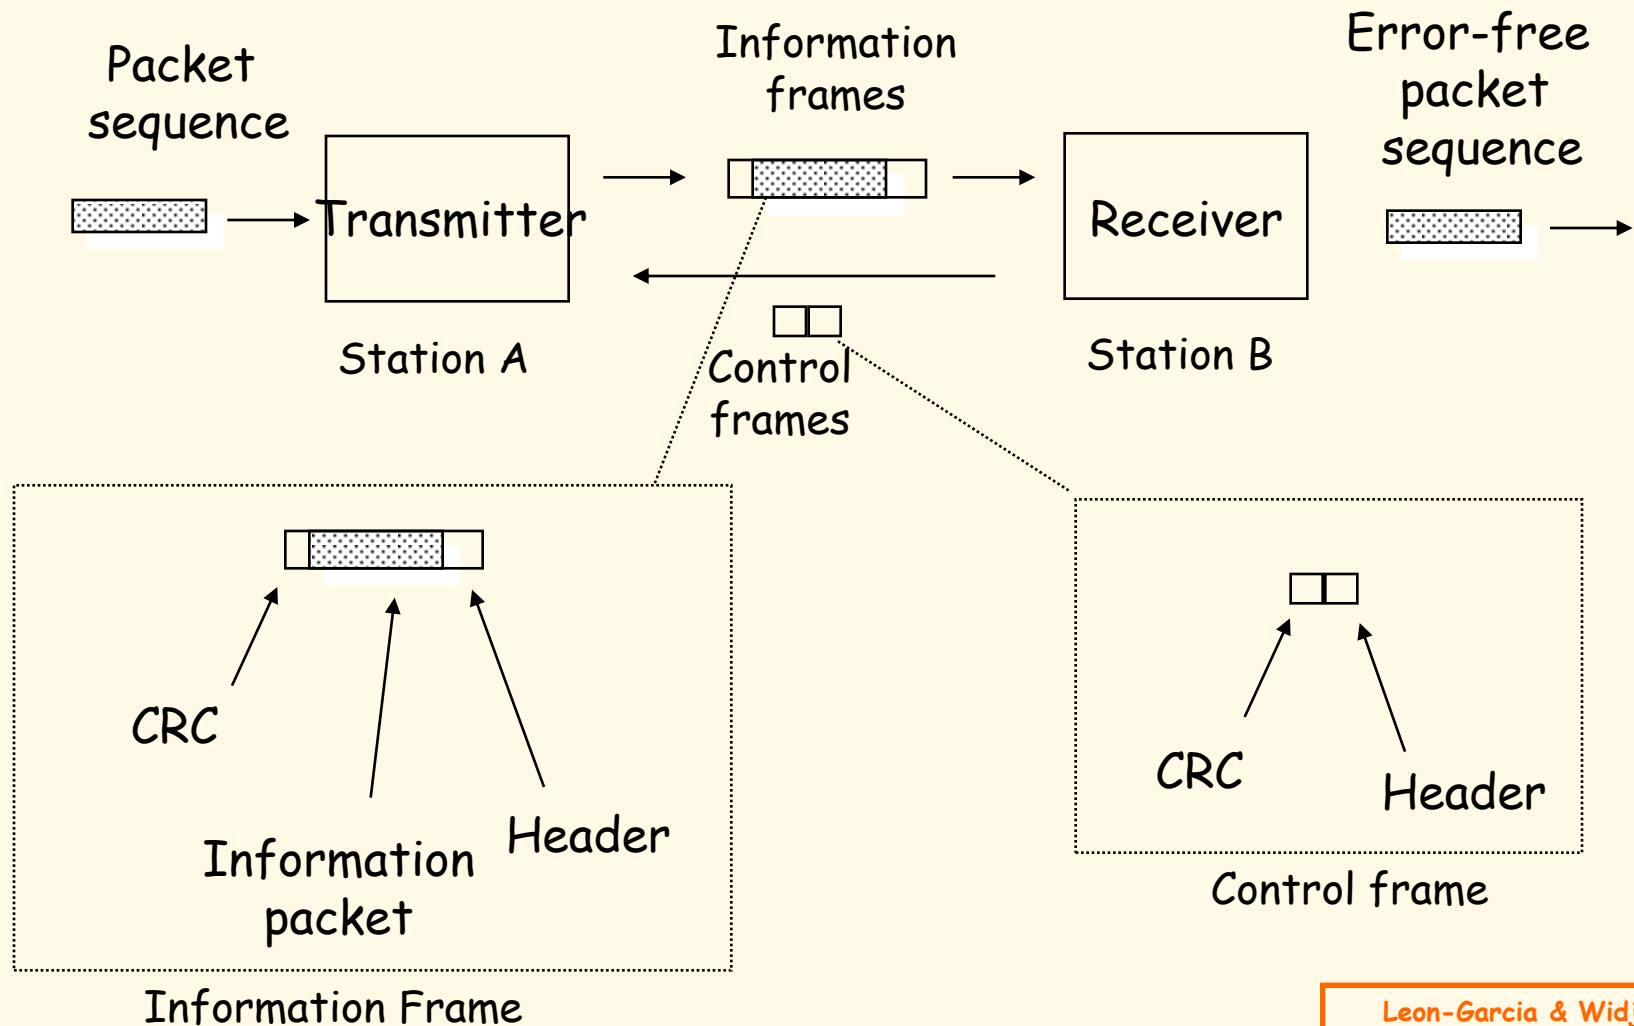 Packet
sequence
Information
frames
Error-free
packet
sequence
Transmitter
Receiver
Station A
Control
frames
Station B
CRC
Information
packet
Header
Information Frame
CRC
Header
Control frame
Leon-Garcia &